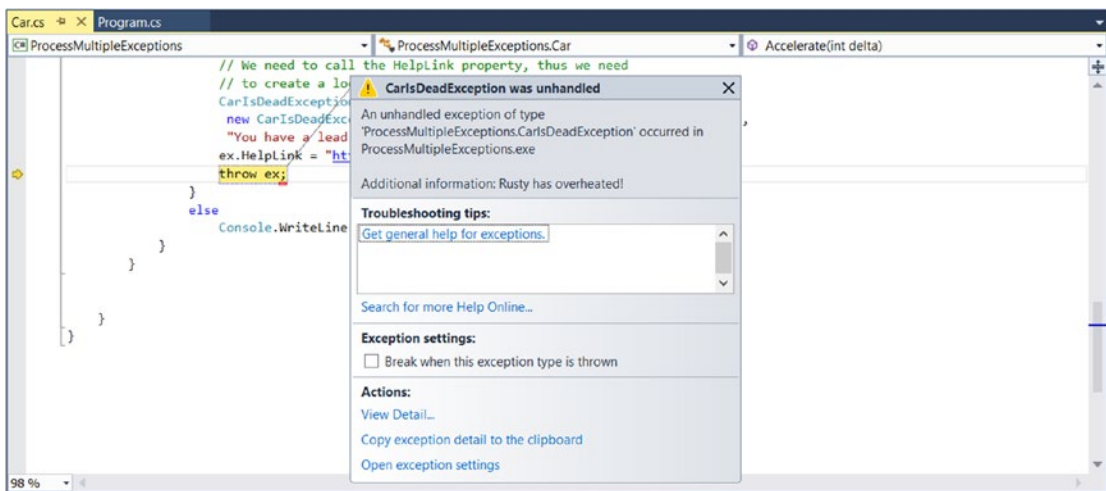 Car.cs Program.cs
ProcessMultipleExceptions ProcessMultipleExceptions.Car Accelerate(int delta)
// We need to call the HelpLink property, thus we need
// to create a lo
CarIsDeadException
new CarIsDeadExc ,
"You have a lead
ex.HelpLink = "ht
throw ex;
}
else
Console.WriteLine
}
}
}
}
CarIsDeadException was unhandled
An unhandled exception of type
'ProcessMultipleExceptions.CarIsDeadException' occurred in
ProcessMultipleExceptions.exe
Additional information: Rusty has overheated!
Troubleshooting tips:
Get general help for exceptions.
Search for more Help Online...
Exception settings:
Break when this exception type is thrown
Actions:
View Detail...
Copy exception detail to the clipboard
Open exception settings
98 %